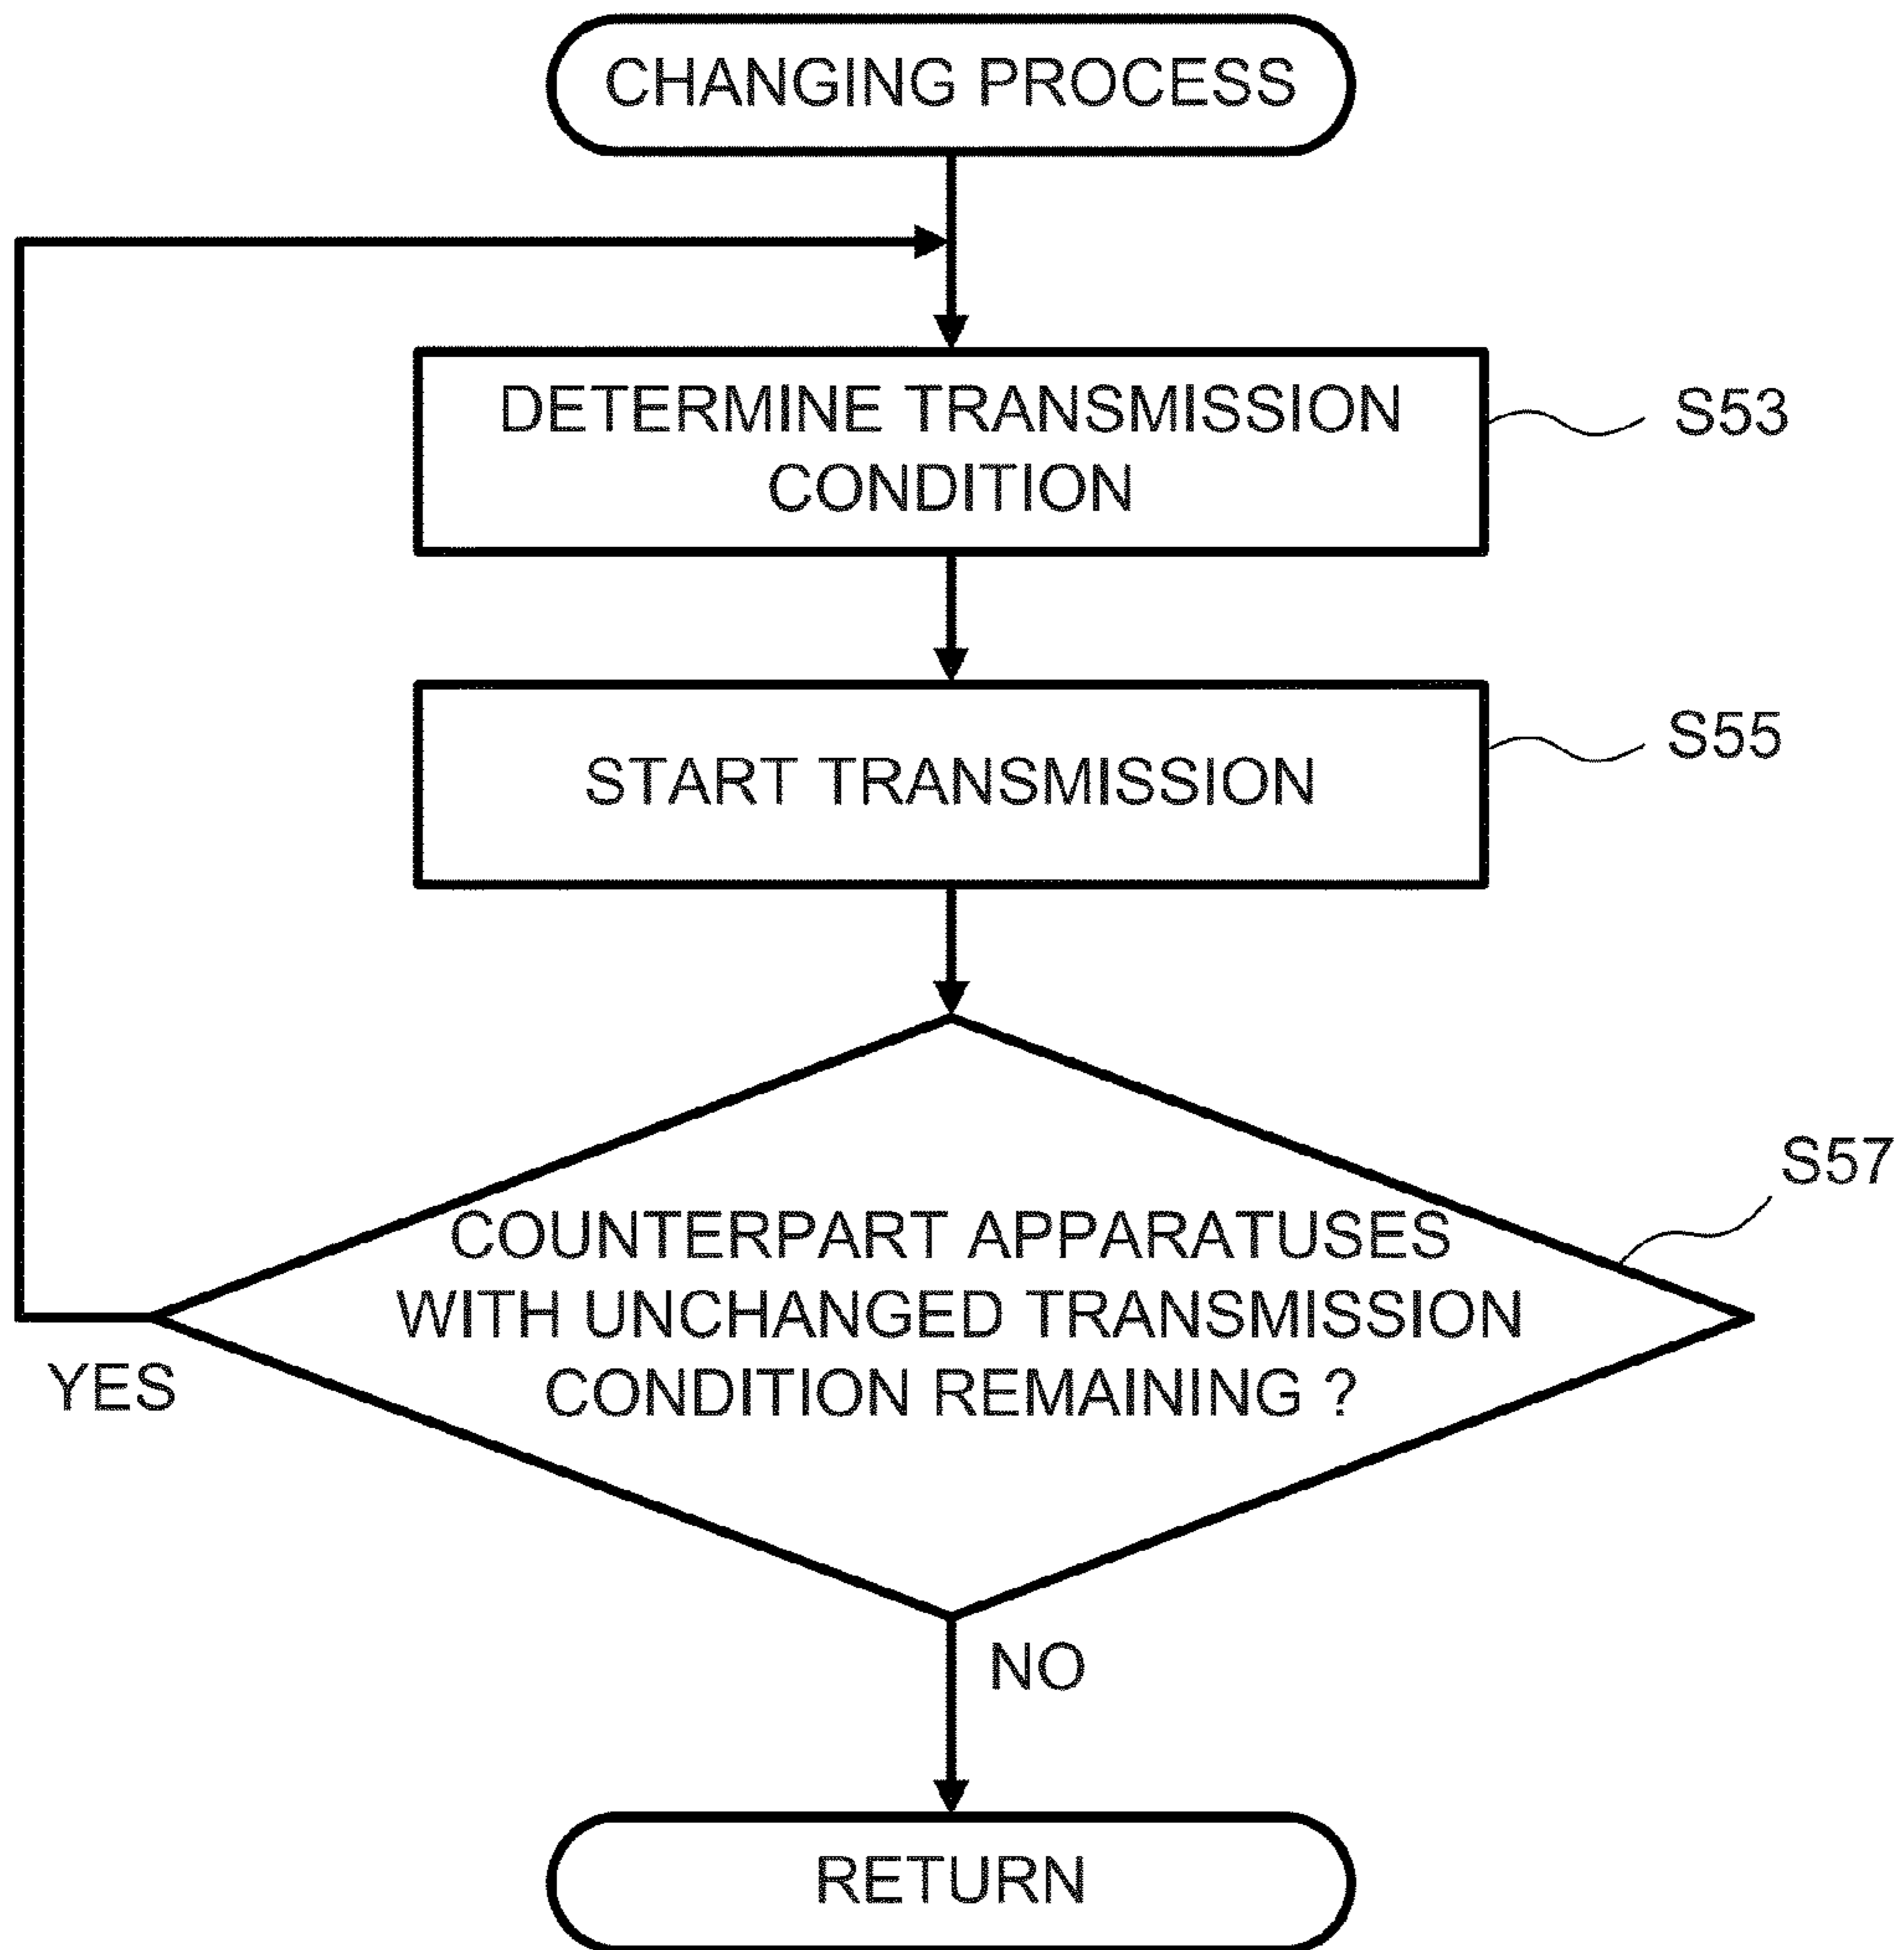 CHANGING PROCESS
DETERMINE TRANSMISSION
CONDITION
S53
START TRANSMISSION
S55
S57
COUNTERPART APPARATUSES
WITH UNCHANGED TRANSMISSION
CONDITION REMAINING ?
YES
NO
RETURN